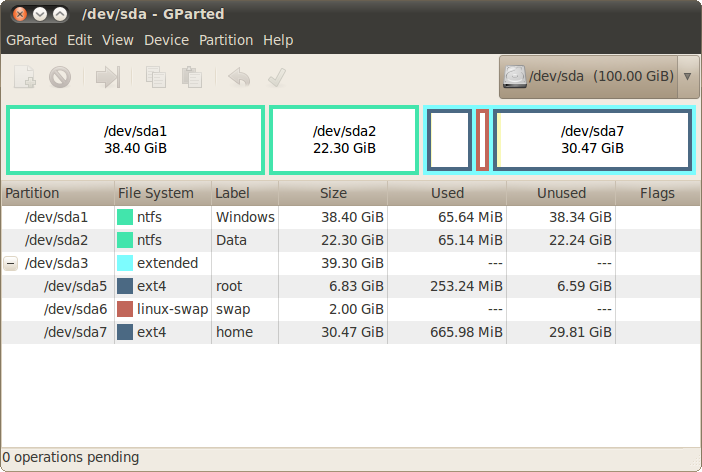 /dev/sda - GParted
GParted Edit View Device Partition Help
/dev/sda (100.00 GiB)
/dev/sda1
38.40 GiB
/dev/sda2
22.30 GiB
/dev/sda7
30.47 GiB
Partition File System Label Size Used Unused Flags
/dev/sda1 ntfs Windows 38.40 GiB 65.64 MiB 38.34 GiB
/dev/sda2 ntfs Data 22.30 GiB 65.14 MiB 22.24 GiB
/dev/sda3 extended 39.30 GiB --- ---
/dev/sda5 ext4 root 6.83 GiB 253.24 MiB 6.59 GiB
/dev/sda6 linux-swap swap 2.00 GiB --- ---
/dev/sda7 ext4 home 30.47 GiB 665.98 MiB 29.81 GiB
0 operations pending